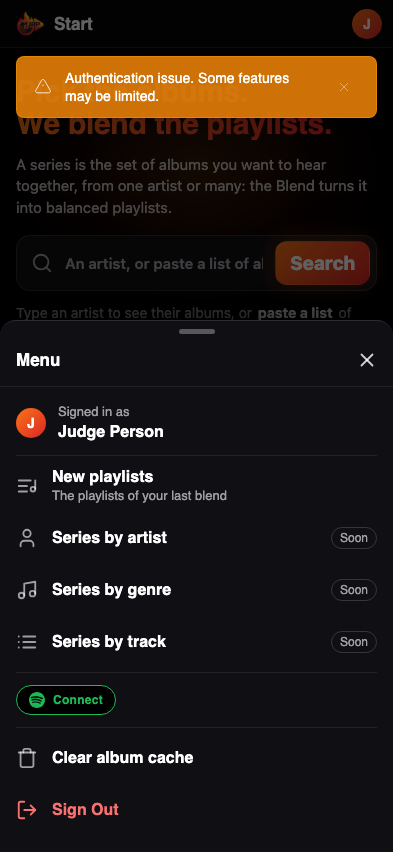 Start
J
Authentication issue. Some features
may be limited.
We blend the playlists.
A series is the set of albums you want to hear
together, from one artist or many: the Blend turns it
into balanced playlists.
An artist, or paste a list of al
Search
Type an artist to see their albums, or paste a list of
Menu
J
Signed in as
Judge Person
New playlists
The playlists of your last blend
Series by artist
Soon
Series by genre
Soon
Series by track
Soon
Connect
Clear album cache
Sign Out